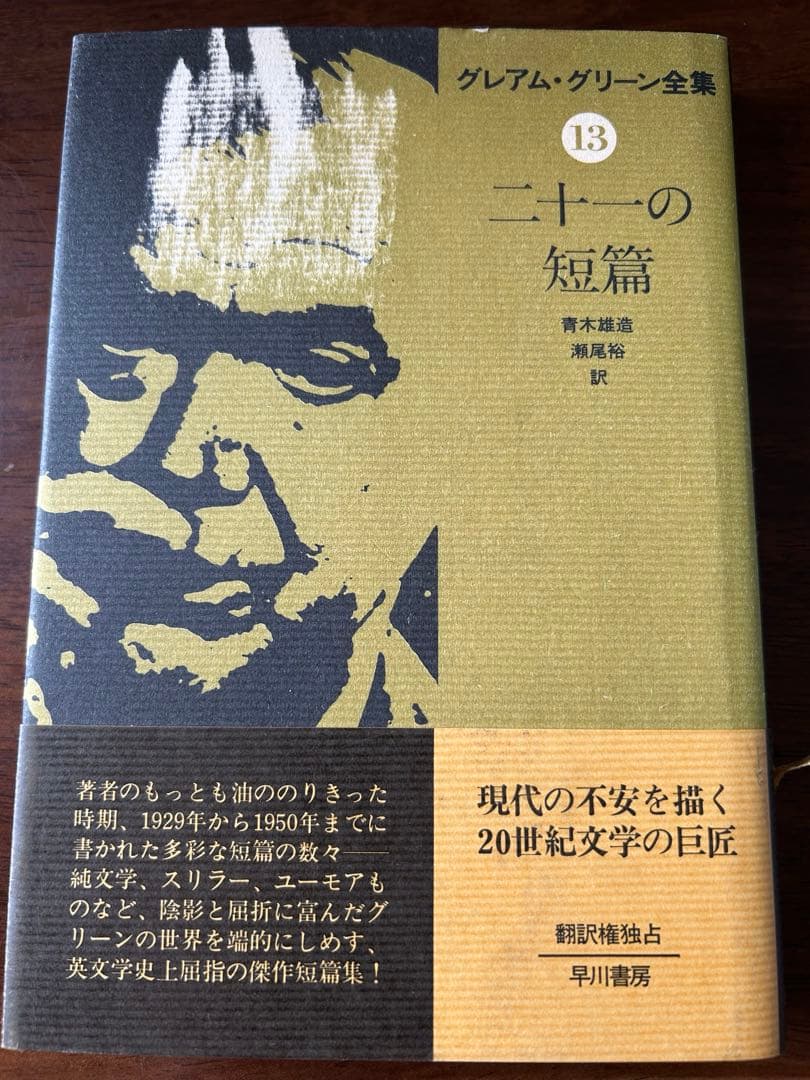 グレアム・グリーン全集
13
二十一の
短篇
青木雄造
瀬尾裕
訳
著者のもっとも油ののりきった
時期、1929年から1950年までに
書かれた多彩な短篇の数々――
純文学、スリラー、ユーモアも
のなど、陰影と屈折に富んだグ
リーンの世界を端的にしめす、
英文学史上屈指の傑作短篇集！
現代の不安を描く
20世紀文学の巨匠
翻訳権独占
早川書房